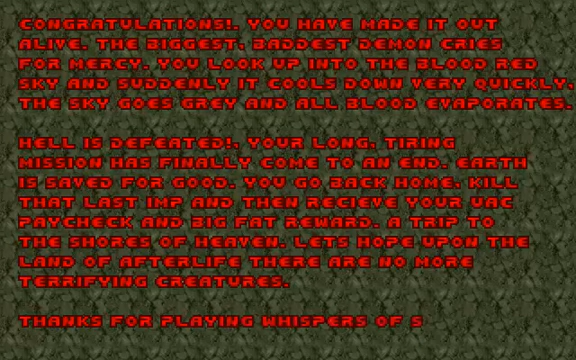 CONGRATULATIONS!. YOU HAVE MADE IT OUT
ALIVE. THE BIGGEST, BADDEST DEMON CRIES
FOR MERCY. YOU LOOK UP INTO THE BLOOD RED
SKY AND SUDDENLY IT COOLS DOWN VERY QUICKLY.
THE SKY GOES GREY AND ALL BLOOD EVAPORATES.
HELL IS DEFEATED!, YOUR LONG, TIRING
MISSION HAS FINALLY COME TO AN END. EARTH
IS SAVED FOR GOOD. YOU GO BACK HOME, KILL
THAT LAST IMP AND THEN RECIEVE YOUR UAC
PAYCHECK AND BIG FAT REWARD. A TRIP TO
THE SHORES OF HEAVEN. LETS HOPE UPON THE
LAND OF AFTERLIFE THERE ARE NO MORE
TERRIFYING CREATURES.
THANKS FOR PLAYING WHISPERS OF S